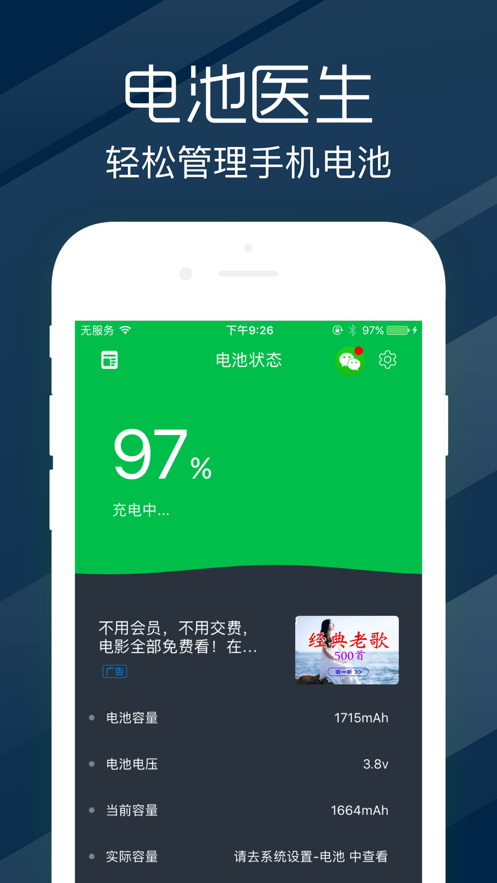 电池医生
轻松管理手机电池
无服务 下午9:26 97%
电池状态
97%
充电中...
不用会员，不用交费，
电影全部免费看！在...
广告
经典老歌
500首
听一听 >>
电池容量 1715mAh
电池电压 3.8v
当前容量 1664mAh
实际容量 请去系统设置-电池 中查看